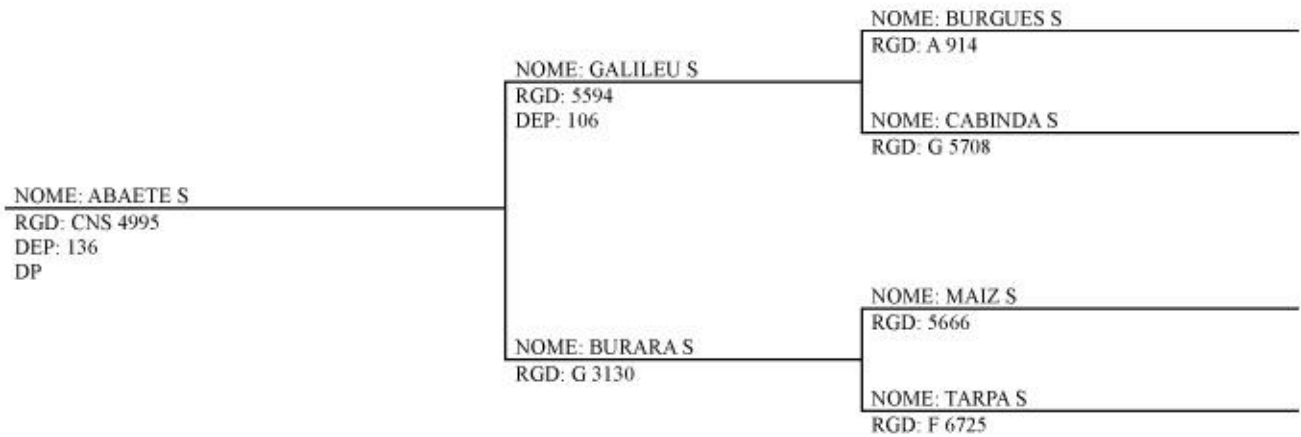 NOME: BURGUES S
RGD: A 914
NOME: GALILEU S
RGD: 5594
DEP: 106
NOME: CABINDA S
RGD: G 5708
NOME: ABAETE S
RGD: CNS 4995
DEP: 136
DP
NOME: MAIZ S
RGD: 5666
NOME: BURARA S
RGD: G 3130
NOME: TARPA S
RGD: F 6725